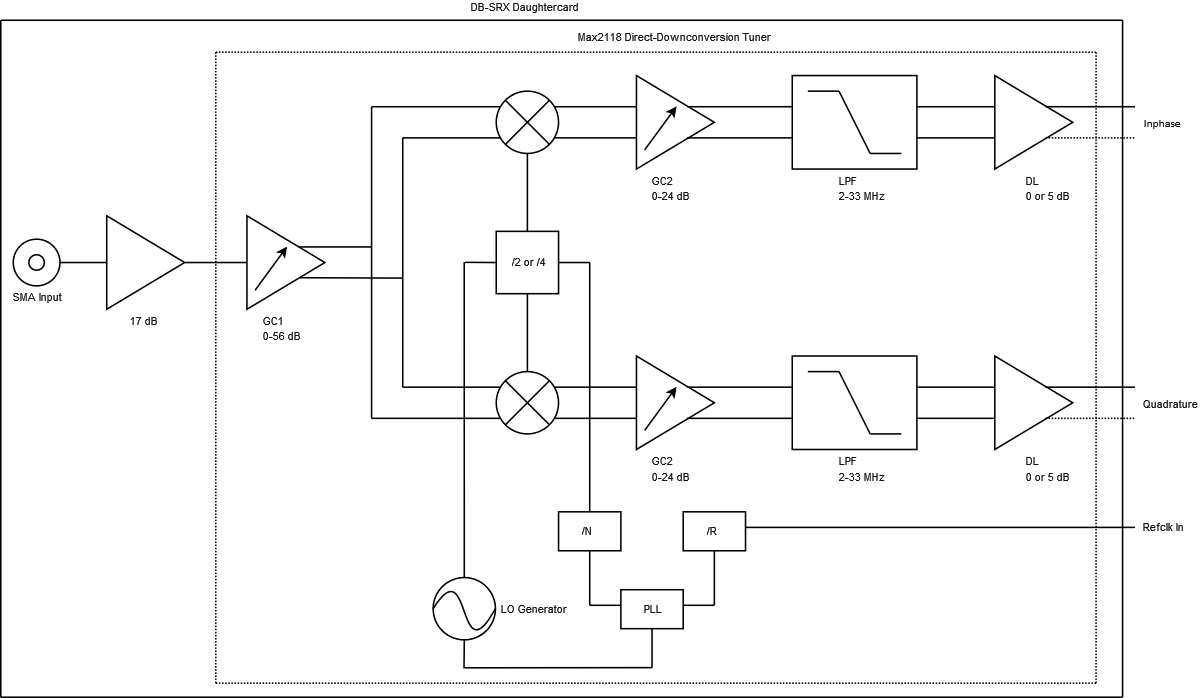 DB-SRX Daughtercard
Max2118 Direct-Downconversion Tuner
Inphase
GC2
0-24 dB
LPF
2-33 MHz
DL
0 or 5 dB
/2 or /4
SMA Input
17 dB
GC1
0-56 dB
Quadrature
GC2
0-24 dB
LPF
2-33 MHz
DL
0 or 5 dB
/N
/R
Refclk In
LO Generator
PLL